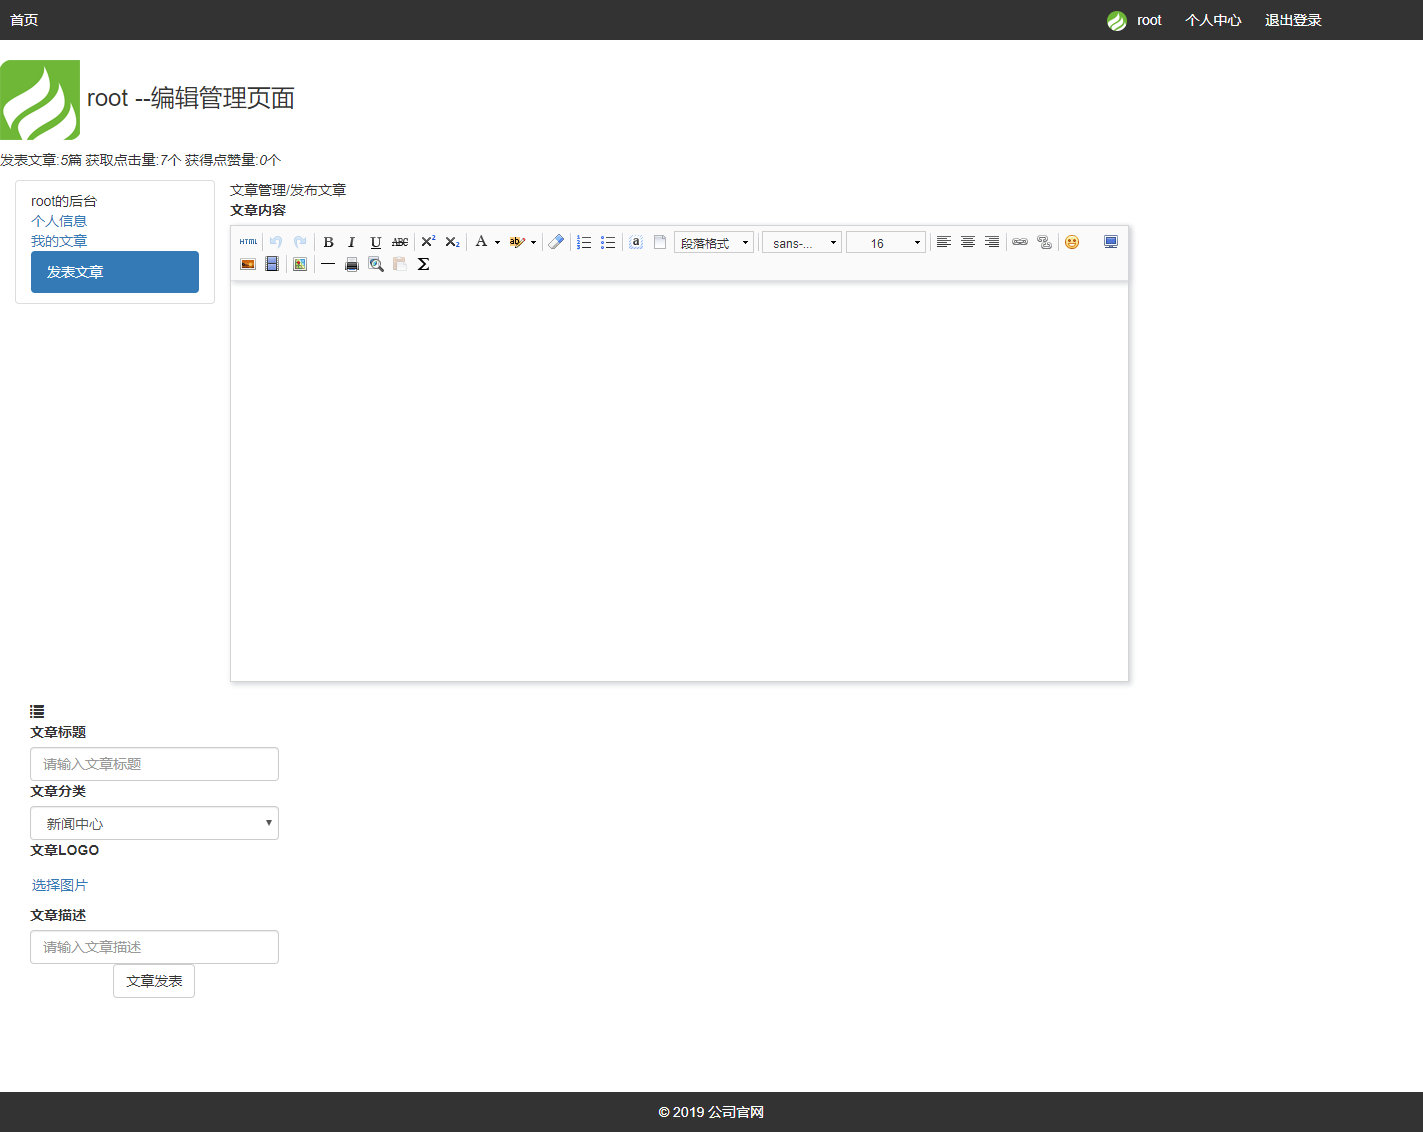 首页 root 个人中心 退出登录
root --编辑管理页面
发表文章:5篇 获取点击量:7个 获得点赞量:0个
root的后台
个人信息
我的文章
发表文章
文章管理/发布文章
文章内容
HTML B I U ABC X² X₂ A ab a 段落格式 sans-... 16
Σ
文章标题
请输入文章标题
文章分类
新闻中心
文章LOGO
选择图片
文章描述
请输入文章描述
文章发表
© 2019 公司官网